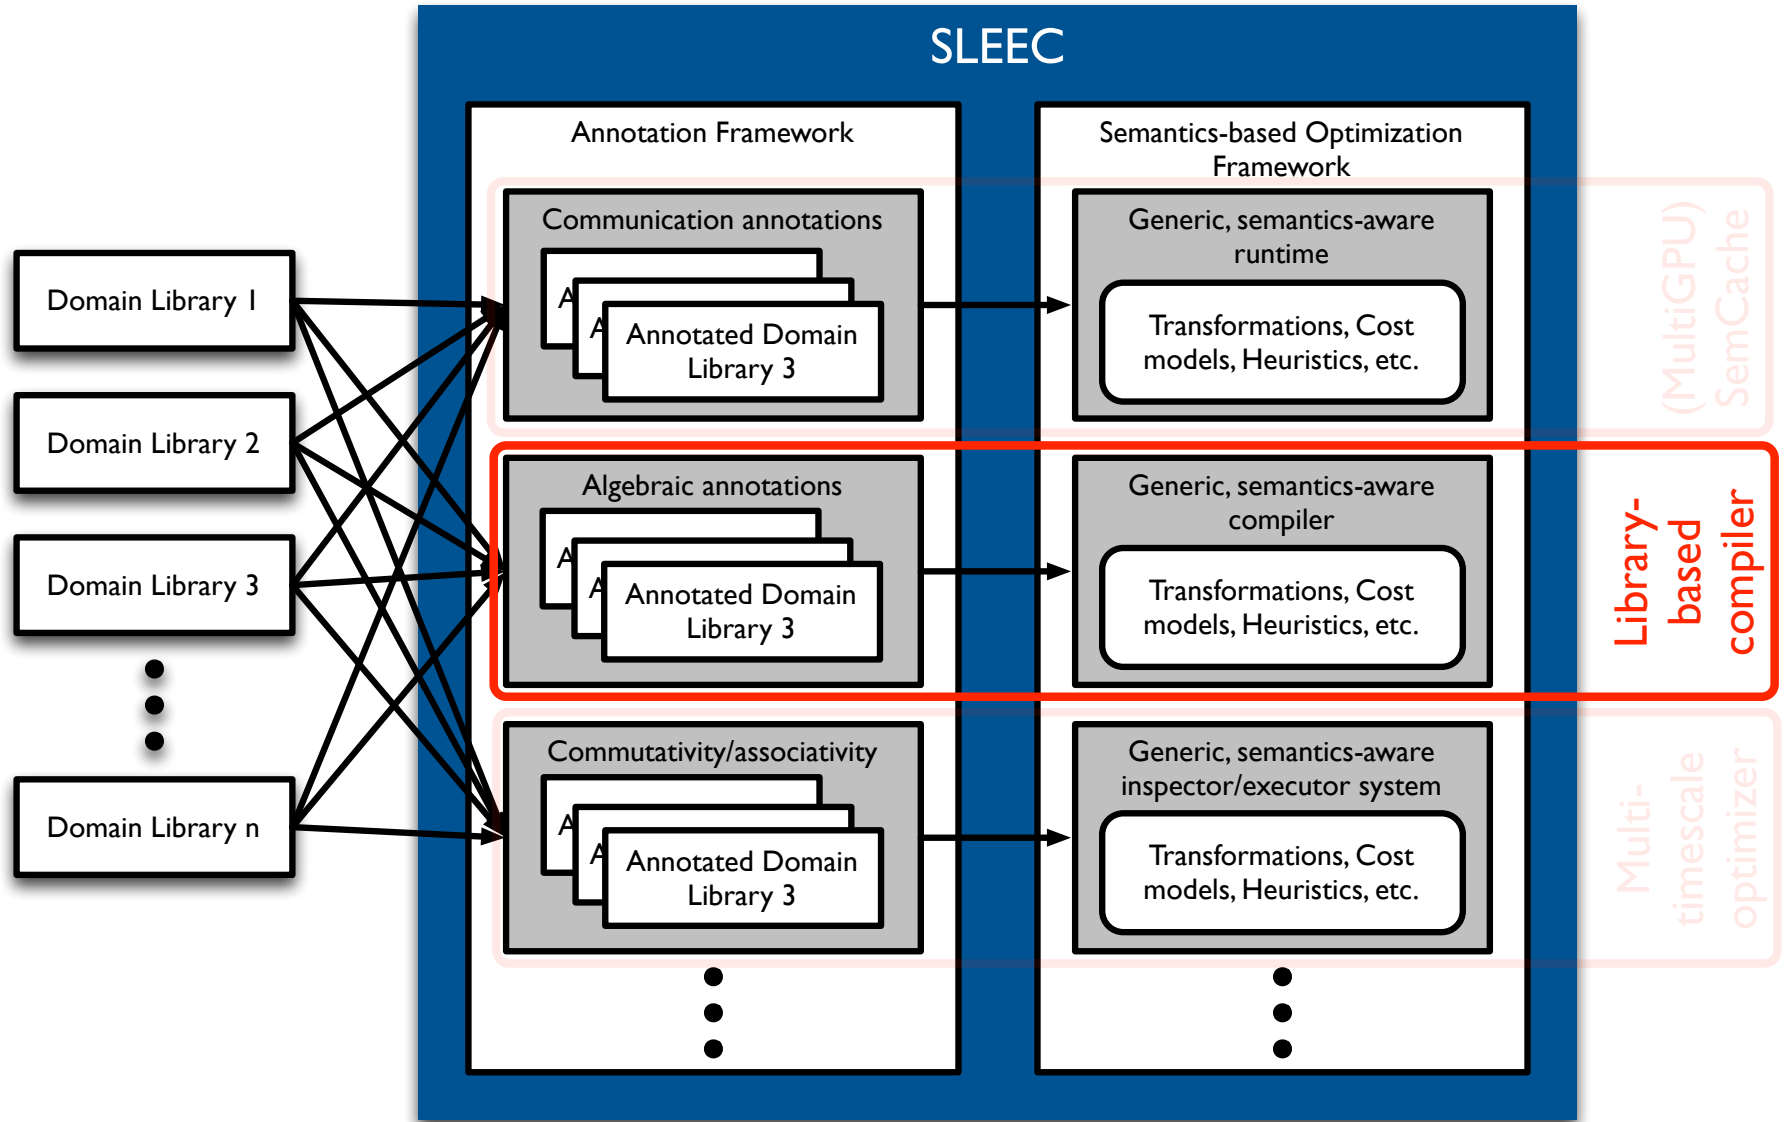 SLEEC
Annotation Framework
Semantics-based Optimization
Framework
Communication annotations
A
A
Annotated Domain
Library 3
Generic, semantics-aware
runtime
Transformations, Cost
models, Heuristics, etc.
(MultiGPU)
SemCache
Domain Library 1
Domain Library 2
Domain Library 3
Domain Library n
Algebraic annotations
A
A
Annotated Domain
Library 3
Generic, semantics-aware
compiler
Transformations, Cost
models, Heuristics, etc.
Library-
based
compiler
Commutativity/associativity
A
A
Annotated Domain
Library 3
Generic, semantics-aware
inspector/executor system
Transformations, Cost
models, Heuristics, etc.
Multi-
timescale
optimizer